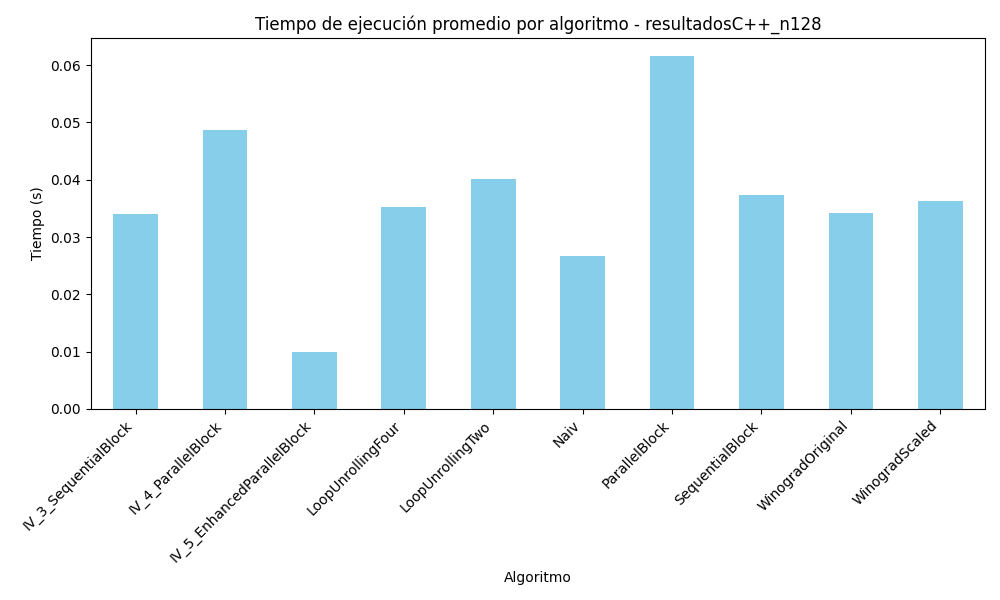 Tiempo de ejecución promedio por algoritmo - resultadosC++_n128
Tiempo (s)
0.06
0.05
0.04
0.03
0.02
0.01
0.00
IV_3_SequentialBlock
IV_4_ParallelBlock
IV_5_EnhancedParallelBlock
LoopUnrollingFour
LoopUnrollingTwo
Naiv
ParallelBlock
SequentialBlock
WinogradOriginal
WinogradScaled
Algoritmo